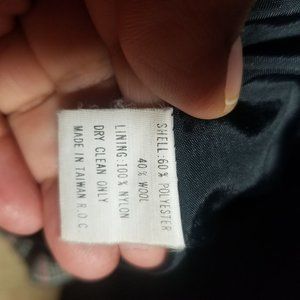 SHELL:60% POLYESTER
40% WOOL
LINING:100% NYLON
DRY CLEAN ONLY
MADE IN TAIWAN R.O.C